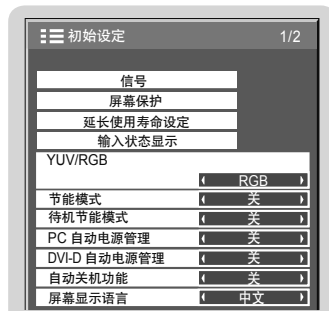 初始设定 1/2
信号
屏幕保护
延长使用寿命设定
输入状态显示
YUV/RGB
RGB
节能模式 关
待机节能模式 关
PC 自动电源管理 关
DVI-D 自动电源管理 关
自动关机功能 关
屏幕显示语言 中文